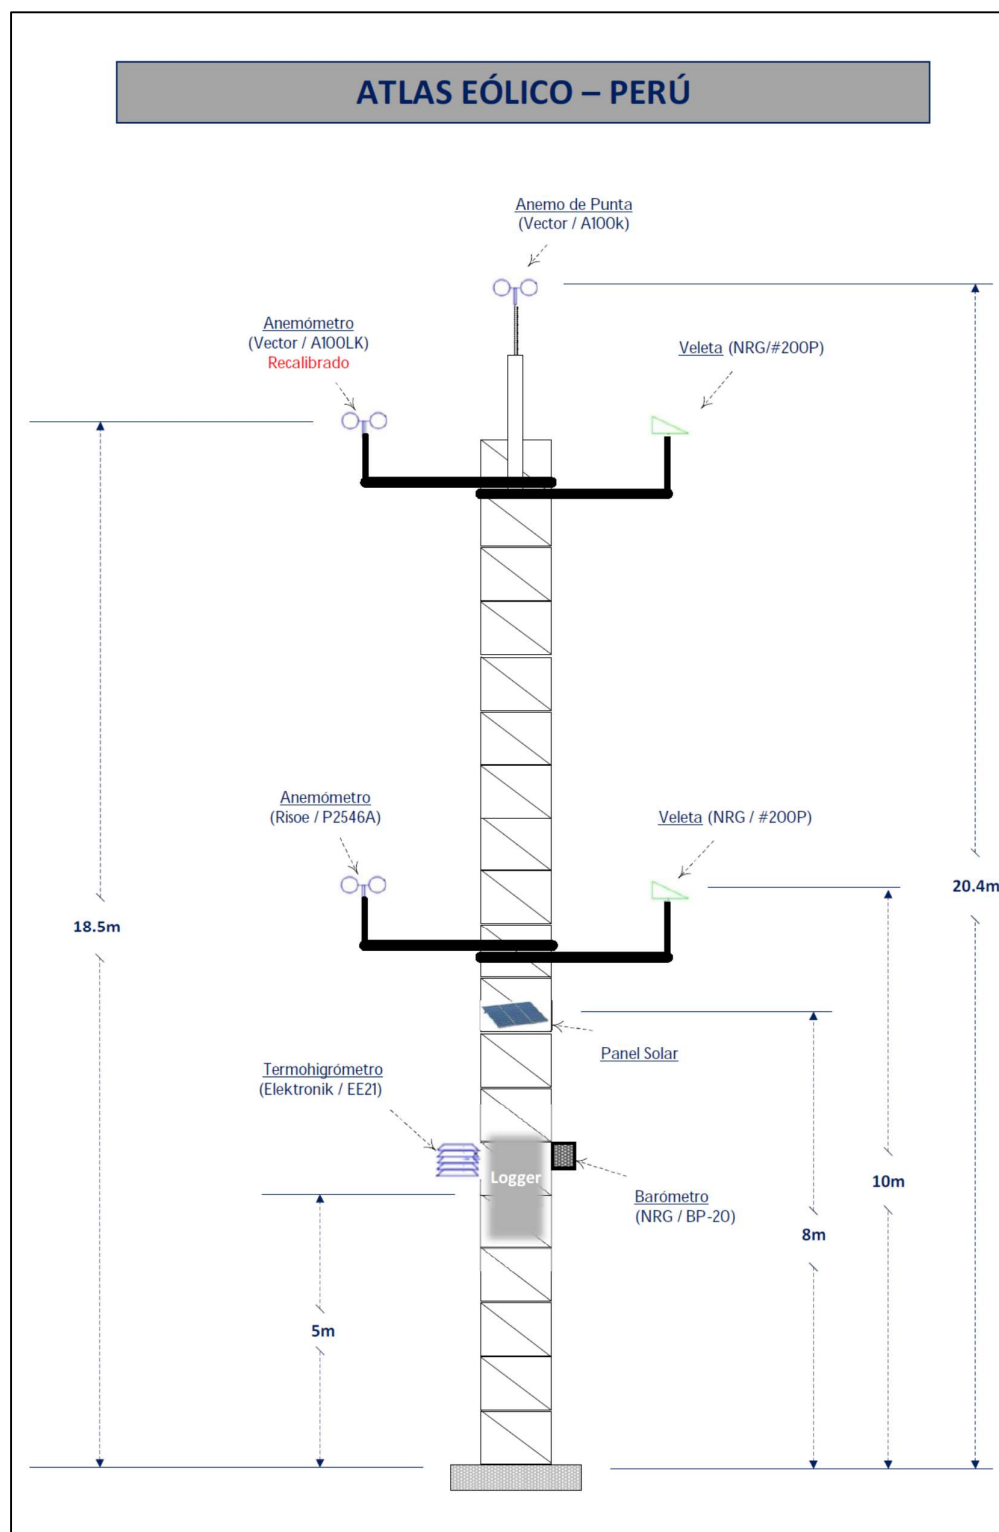 ATLAS EÓLICO – PERÚ
Anemo de Punta
(Vector / A100k)
Anemómetro
(Vector / A100LK)
Recalibrado
Veleta (NRG/#200P)
Anemómetro
(Risoe / P2546A)
Veleta (NRG / #200P)
20.4m
18.5m
Panel Solar
Termohigrómetro
(Elektronik / EE21)
Logger
Barómetro
(NRG / BP-20)
10m
8m
5m